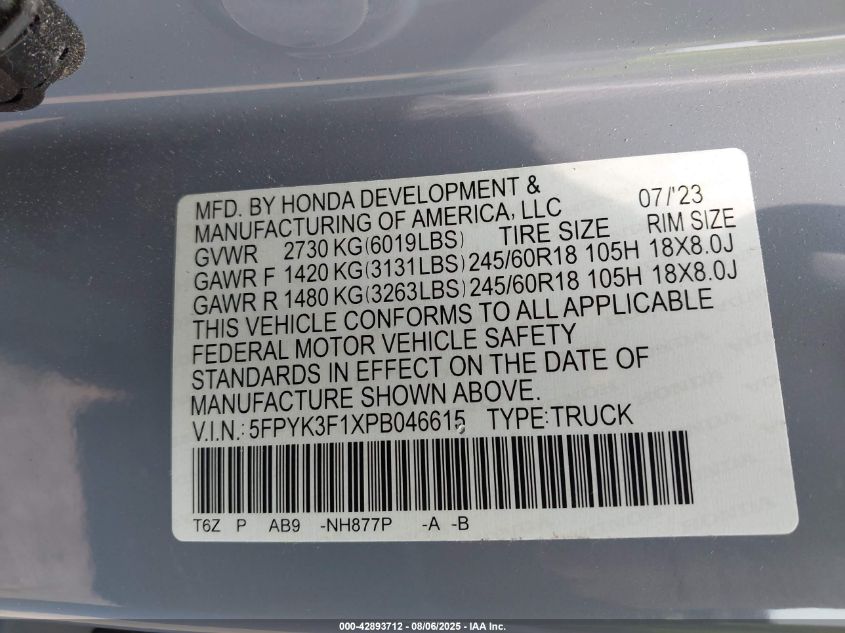 MFD. BY HONDA DEVELOPMENT & 07/'23
MANUFACTURING OF AMERICA, LLC
GVWR 2730 KG(6019LBS) TIRE SIZE RIM SIZE
GAWR F 1420 KG(3131LBS) 245/60R18 105H 18X8.0J
GAWR R 1480 KG(3263LBS) 245/60R18 105H 18X8.0J
THIS VEHICLE CONFORMS TO ALL APPLICABLE
FEDERAL MOTOR VEHICLE SAFETY
STANDARDS IN EFFECT ON THE DATE OF
MANUFACTURE SHOWN ABOVE.
V.I.N.: 5FPYK3F1XPB046615 TYPE:TRUCK
T6Z P AB9 -NH877P -A -B
000-42893712 - 08/06/2025 - IAA Inc.